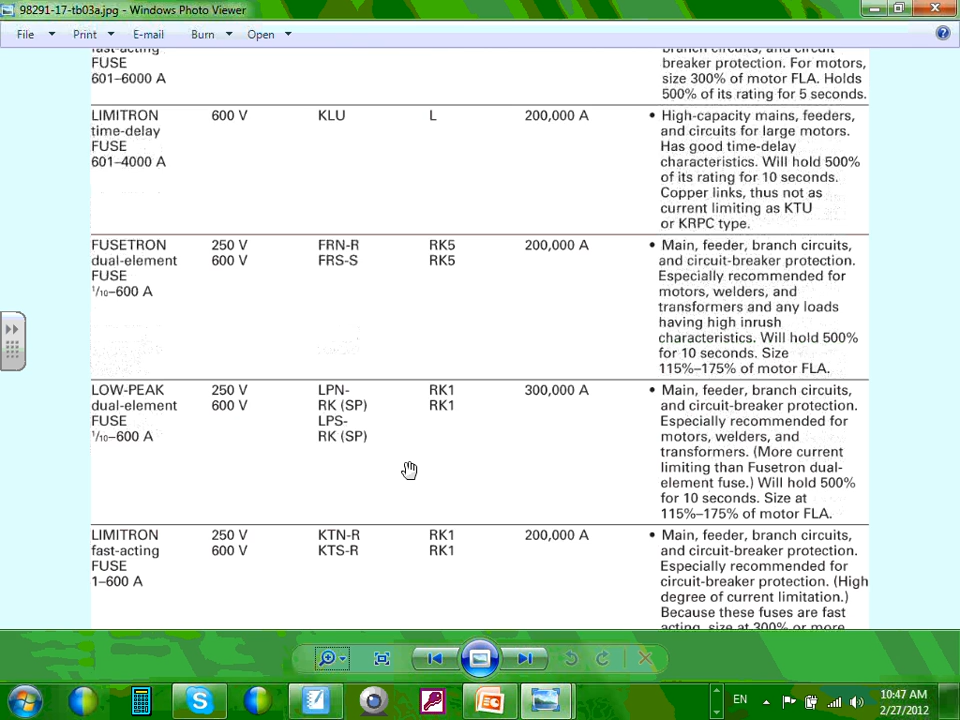 98291-17-tb03a.jpg - Windows Photo Viewer
File Print E-mail Burn Open
fast-acting branch circuits, and circuit
FUSE breaker protection. For motors,
601–6000 A size 300% of motor FLA. Holds
500% of its rating for 5 seconds.
LIMITRON 600 V KLU L 200,000 A • High-capacity mains, feeders,
time-delay and circuits for large motors.
FUSE Has good time-delay
601–4000 A characteristics. Will hold 500%
of its rating for 10 seconds.
Copper links, thus not as
current limiting as KTU
or KRPC type.
FUSETRON 250 V FRN-R RK5 200,000 A • Main, feeder, branch circuits,
dual-element 600 V FRS-S RK5 and circuit-breaker protection.
FUSE Especially recommended for
1/10–600 A motors, welders, and
transformers and any loads
having high inrush
characteristics. Will hold 500%
for 10 seconds. Size
115%–175% of motor FLA.
LOW-PEAK 250 V LPN- RK1 300,000 A • Main, feeder, branch circuits,
dual-element 600 V RK (SP) RK1 and circuit-breaker protection.
FUSE LPS- Especially recommended for
1/10–600 A RK (SP) motors, welders, and
transformers. (More current
limiting than Fusetron dual-
element fuse.) Will hold 500%
for 10 seconds. Size at
115%–175% of motor FLA.
LIMITRON 250 V KTN-R RK1 200,000 A • Main, feeder, branch circuits,
fast-acting 600 V KTS-R RK1 and circuit-breaker protection.
FUSE Especially recommended for
1–600 A circuit-breaker protection. (High
degree of current limitation.)
Because these fuses are fast
acting, size at 300% or more
EN 10:47 AM
2/27/2012